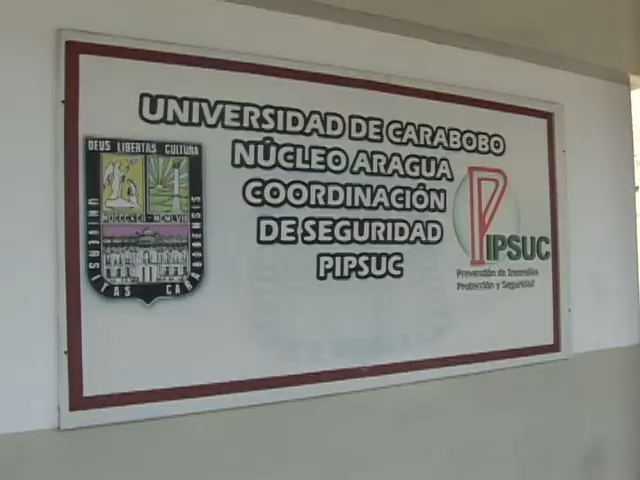 UNIVERSIDAD DE CARABOBO
NÚCLEO ARAGUA
COORDINACIÓN
DE SEGURIDAD
PIPSUC
DEUS LIBERTAS CULTURA
UNIVERSITAS CAROBOBENSIS
PIPSUC
Prevención de Incendios
Protección y Seguridad